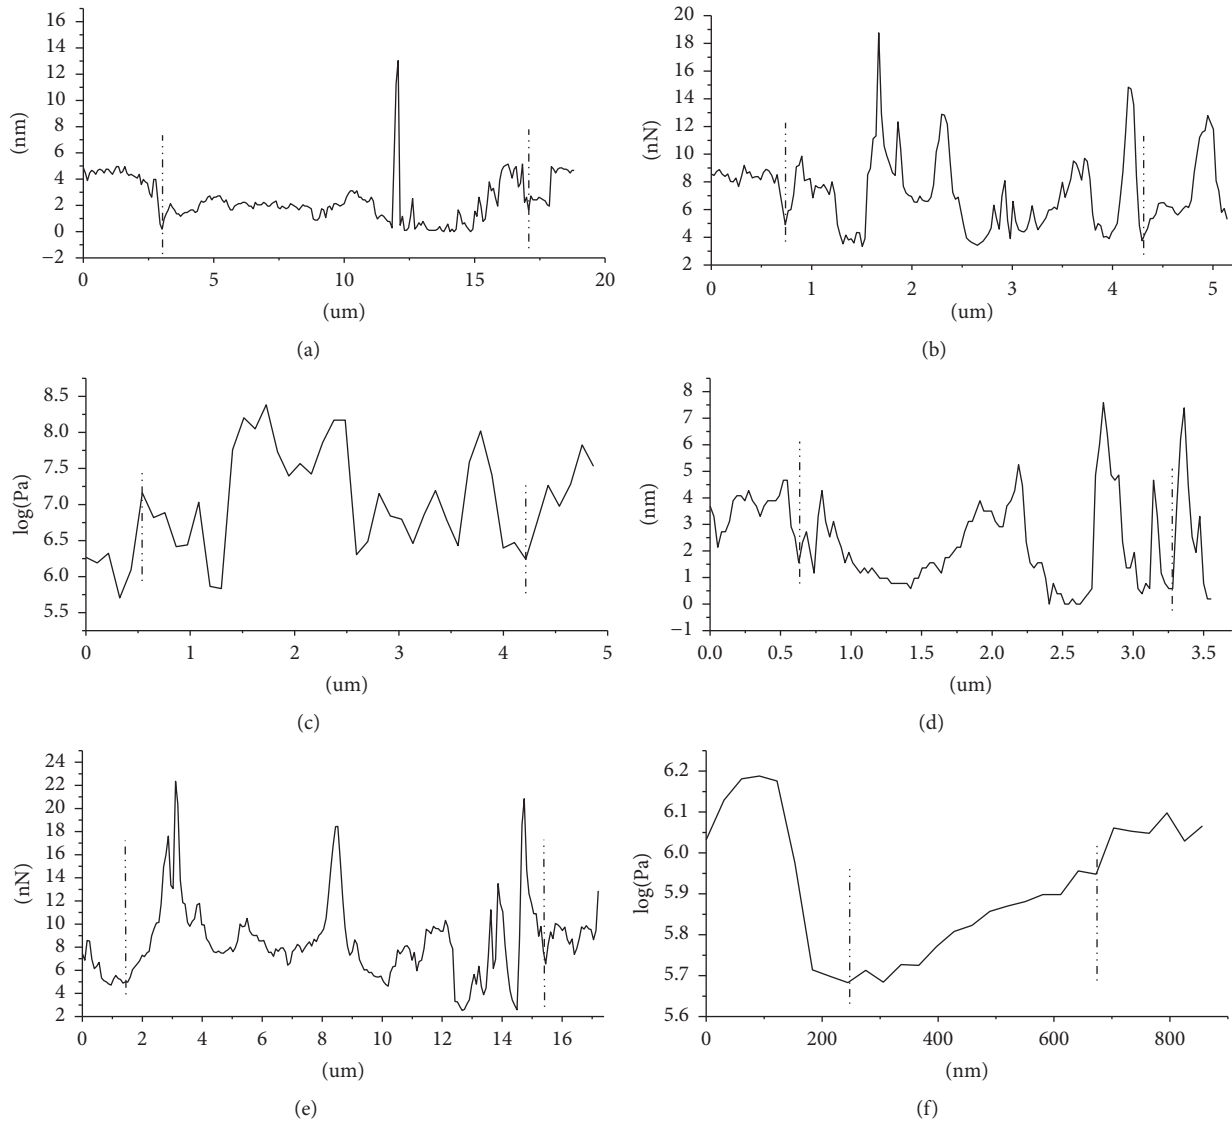 16
14
12
10
8
6
4
2
0
−2
(nm)
0 5 10 15 20
(um)
(a)
20
18
16
14
12
10
8
6
4
2
(nN)
0 1 2 3 4 5
(um)
(b)
8.5
8.0
7.5
7.0
6.5
6.0
5.5
log(Pa)
0 1 2 3 4 5
(um)
(c)
8
7
6
5
4
3
2
1
0
−1
(nm)
0.0 0.5 1.0 1.5 2.0 2.5 3.0 3.5
(um)
(d)
24
22
20
18
16
14
12
10
8
6
4
2
(nN)
0 2 4 6 8 10 12 14 16
(um)
(e)
6.2
6.1
6.0
5.9
5.8
5.7
5.6
log(Pa)
0 200 400 600 800
(nm)
(f)